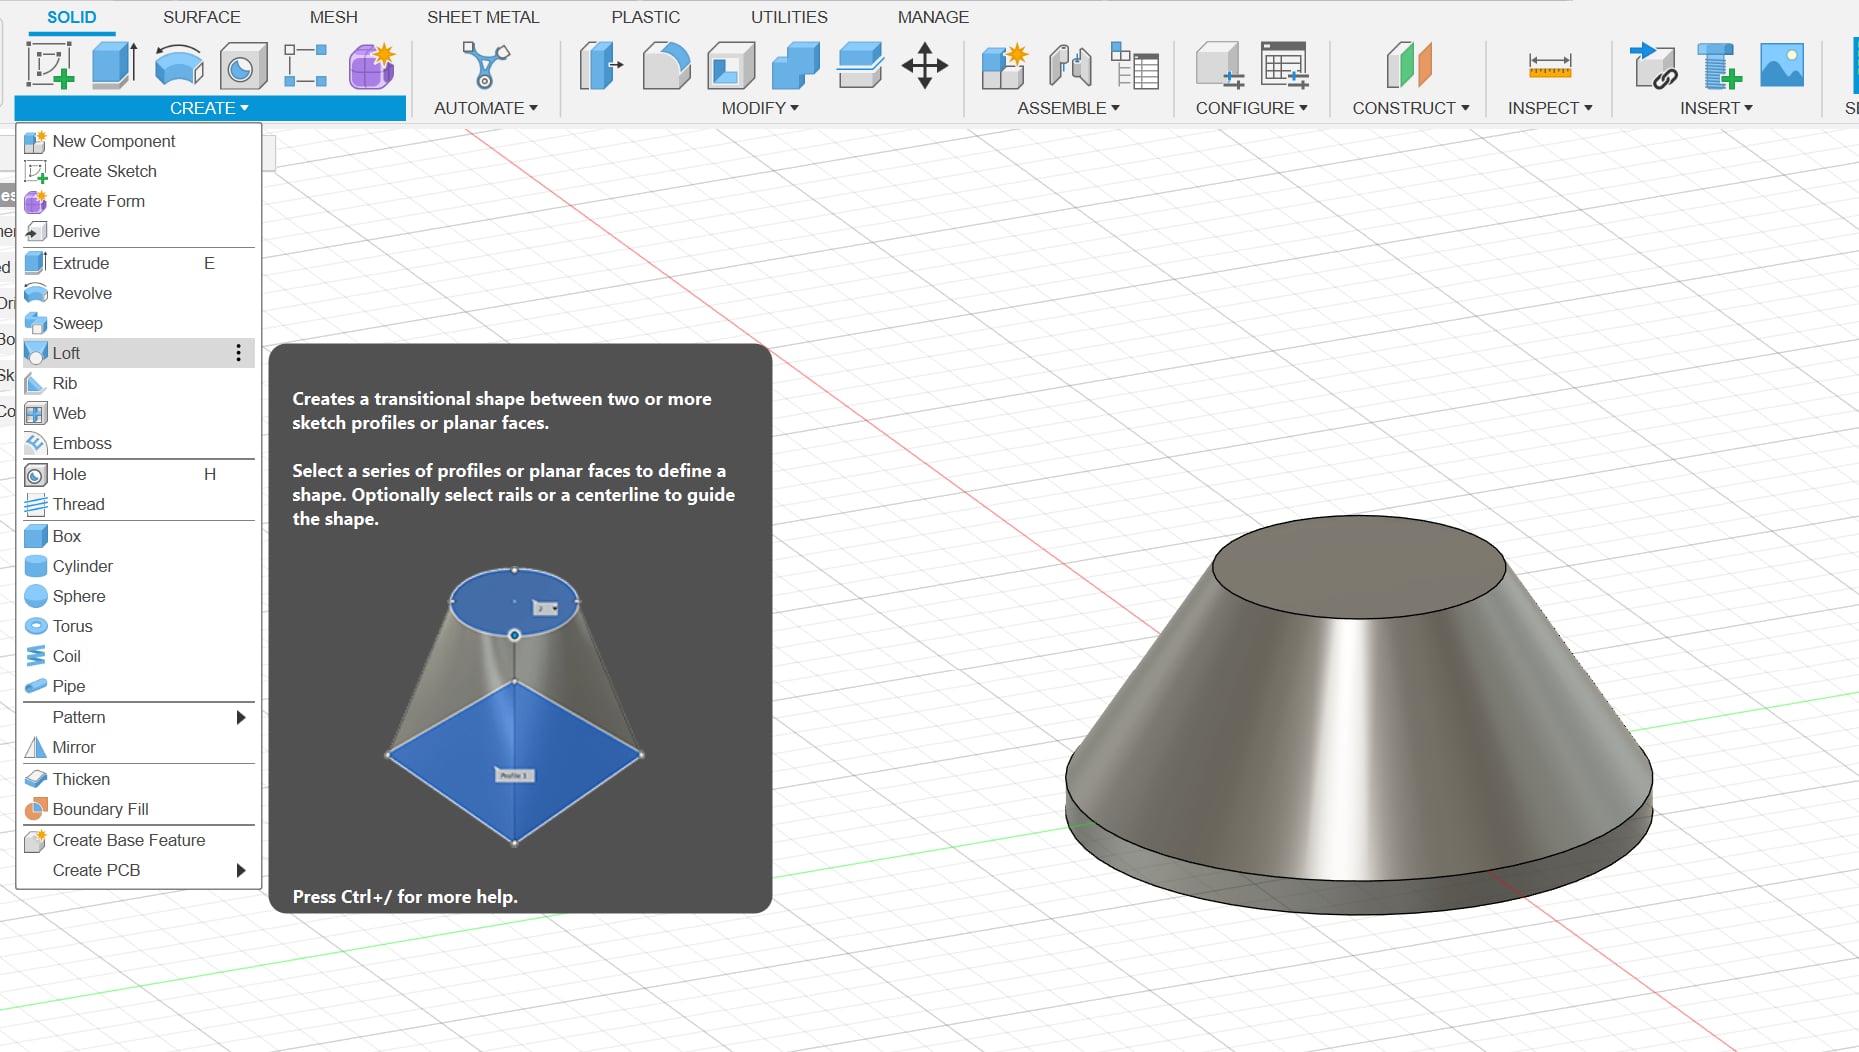 SOLID
SURFACE
MESH
SHEET METAL
PLASTIC
UTILITIES
MANAGE
CREATE
AUTOMATE
MODIFY
ASSEMBLE
CONFIGURE
CONSTRUCT
INSPECT
INSERT
New Component
Create Sketch
Create Form
Derive
Extrude E
Revolve
Sweep
Loft
Rib
Web
Emboss
Hole H
Thread
Box
Cylinder
Sphere
Torus
Coil
Pipe
Pattern
Mirror
Thicken
Boundary Fill
Create Base Feature
Create PCB
Creates a transitional shape between two or more
sketch profiles or planar faces.
Select a series of profiles or planar faces to define a
shape. Optionally select rails or a centerline to guide
the shape.
Profile 1
Press Ctrl+/ for more help.